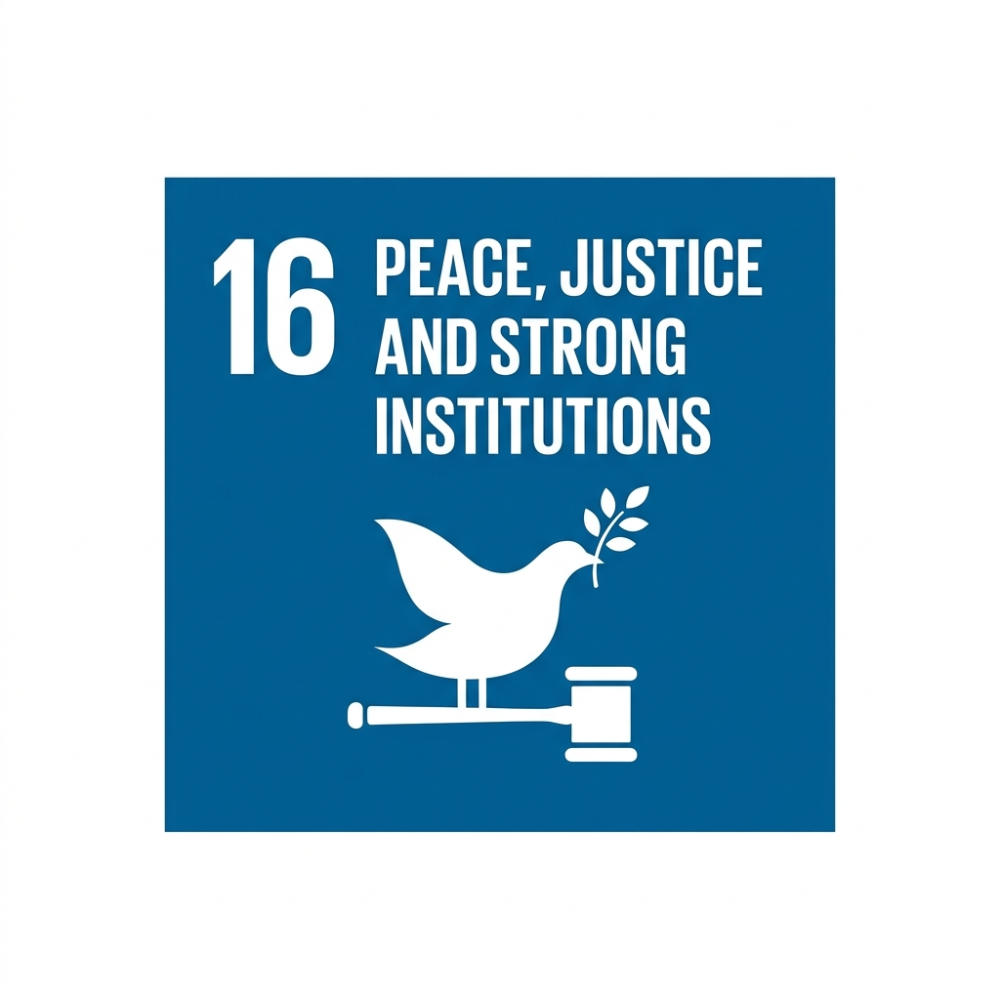 16
PEACE, JUSTICE
AND STRONG
INSTITUTIONS